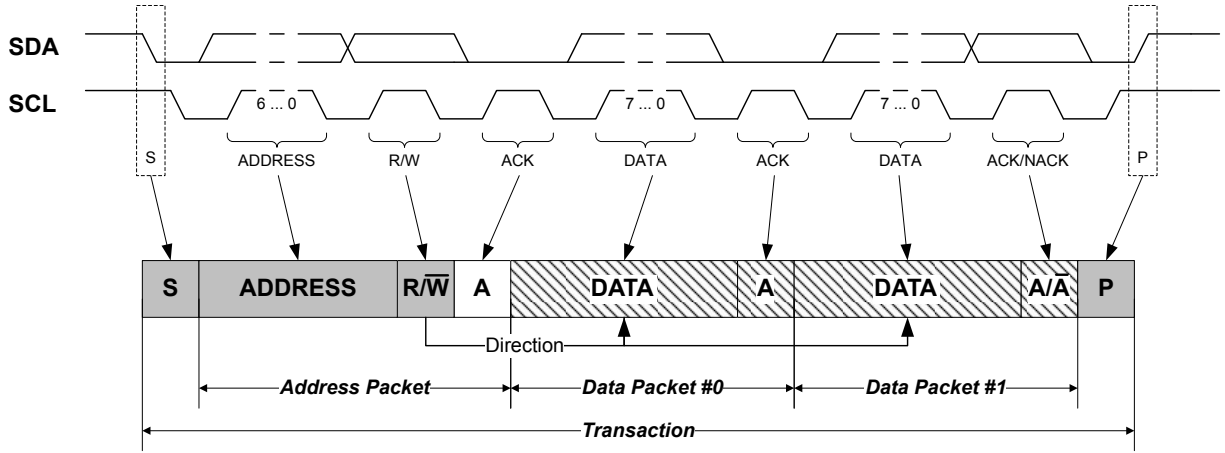 SDA
SCL
6 ... 0
7 ... 0
7 ... 0
S
ADDRESS
R/W
ACK
DATA
ACK
DATA
ACK/NACK
P
S
ADDRESS
R/W̅
A
DATA
A
DATA
A/A̅
P
Direction
Address Packet
Data Packet #0
Data Packet #1
Transaction